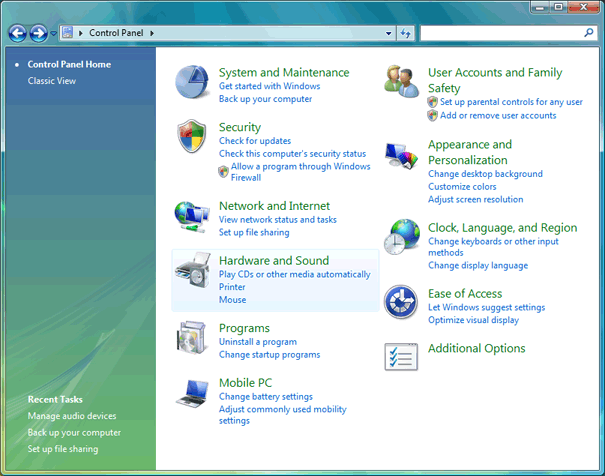 Control Panel
Control Panel Home
Classic View
System and Maintenance
Get started with Windows
Back up your computer
Security
Check for updates
Check this computer's security status
Allow a program through Windows
Firewall
Network and Internet
View network status and tasks
Set up file sharing
Hardware and Sound
Play CDs or other media automatically
Printer
Mouse
Programs
Uninstall a program
Change startup programs
Mobile PC
Change battery settings
Adjust commonly used mobility
settings
User Accounts and Family
Safety
Set up parental controls for any user
Add or remove user accounts
Appearance and
Personalization
Change desktop background
Customize colors
Adjust screen resolution
Clock, Language, and Region
Change keyboards or other input
methods
Change display language
Ease of Access
Let Windows suggest settings
Optimize visual display
Additional Options
Recent Tasks
Manage audio devices
Back up your computer
Set up file sharing